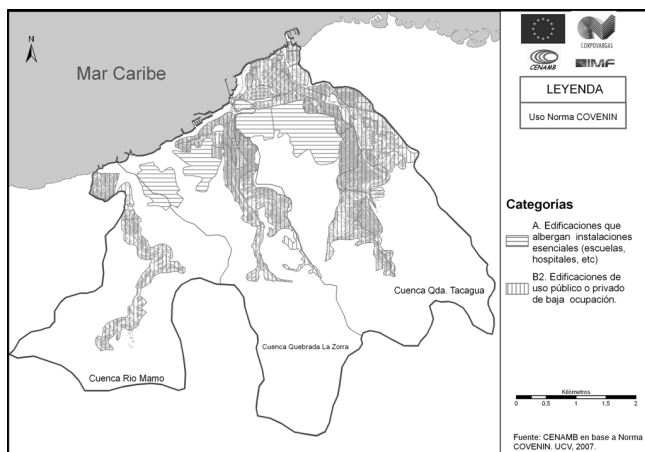 N
Mar Caribe
Cuenca Qda. Tacagua
Cuenca Quebrada La Zorra
Cuenca Rio Mamo
CORPOVARGAS
CENAMB
IMF
LEYENDA
Uso Norma COVENIN
Categorías
A. Edificaciones que
albergan instalaciones
esenciales (escuelas,
hospitales, etc)
B2. Edificaciones de
uso público o privado
de baja ocupación.
Kilómetros
0 0,5 1 1,5 2
Fuente: CENAMB en base a Norma
COVENIN. UCV, 2007.